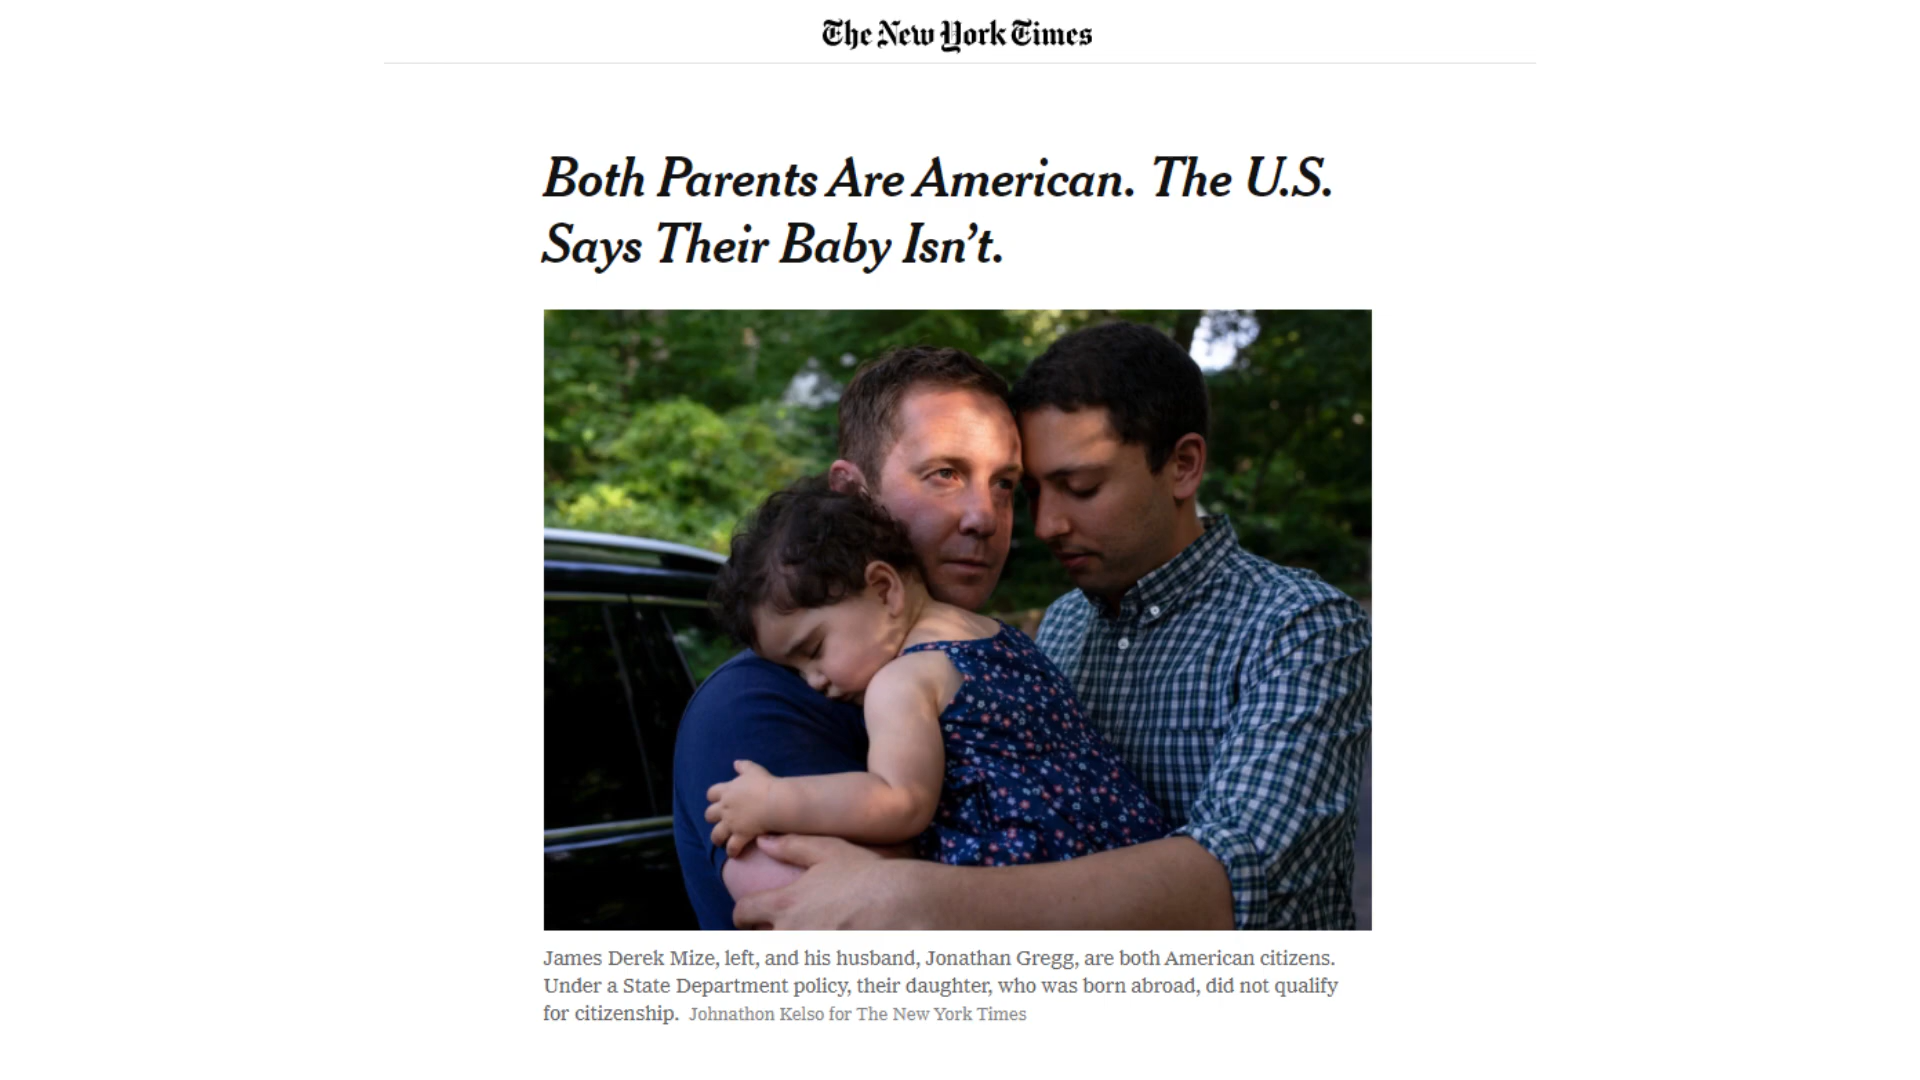 The New York Times
Both Parents Are American. The U.S.
Says Their Baby Isn’t.
James Derek Mize, left, and his husband, Jonathan Gregg, are both American citizens.
Under a State Department policy, their daughter, who was born abroad, did not qualify
for citizenship. Johnathon Kelso for The New York Times